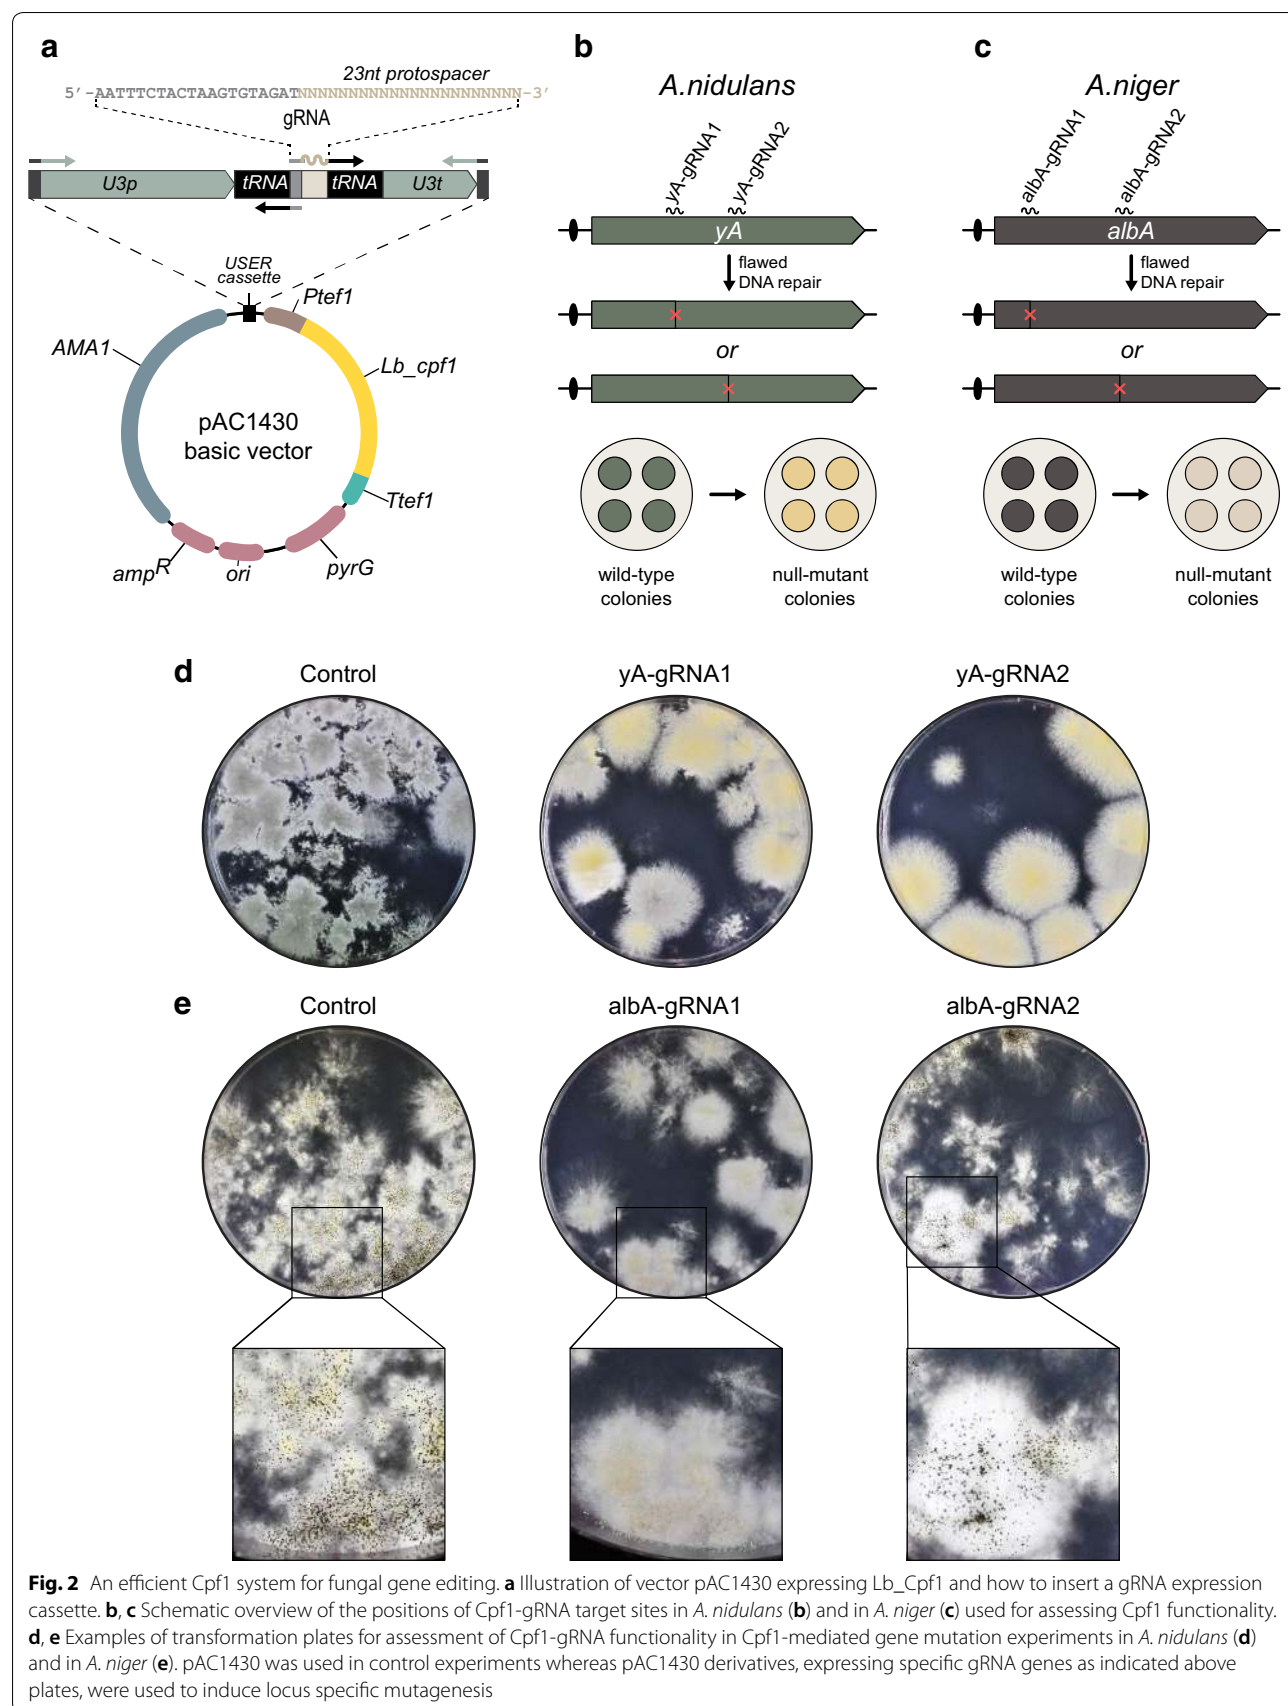 a
23nt protospacer
5′-AATTTCTACTAAGTGTAGATNNNNNNNNNNNNNNNNNNNNNNN-3′
gRNA
U3p
tRNA
tRNA
U3t
USER
cassette
Ptef1
AMA1
Lb_cpf1
pAC1430
basic vector
Ttef1
ampR
ori
pyrG
b
A.nidulans
yA-gRNA1
yA-gRNA2
yA
flawed
DNA repair
or
wild-type
colonies
null-mutant
colonies
c
A.niger
albA-gRNA1
albA-gRNA2
albA
flawed
DNA repair
or
wild-type
colonies
null-mutant
colonies
d
Control
yA-gRNA1
yA-gRNA2
e
Control
albA-gRNA1
albA-gRNA2
Fig. 2 An efficient Cpf1 system for fungal gene editing. a Illustration of vector pAC1430 expressing Lb_Cpf1 and how to insert a gRNA expression
cassette. b, c Schematic overview of the positions of Cpf1-gRNA target sites in A. nidulans (b) and in A. niger (c) used for assessing Cpf1 functionality.
d, e Examples of transformation plates for assessment of Cpf1-gRNA functionality in Cpf1-mediated gene mutation experiments in A. nidulans (d)
and in A. niger (e). pAC1430 was used in control experiments whereas pAC1430 derivatives, expressing specific gRNA genes as indicated above
plates, were used to induce locus specific mutagenesis